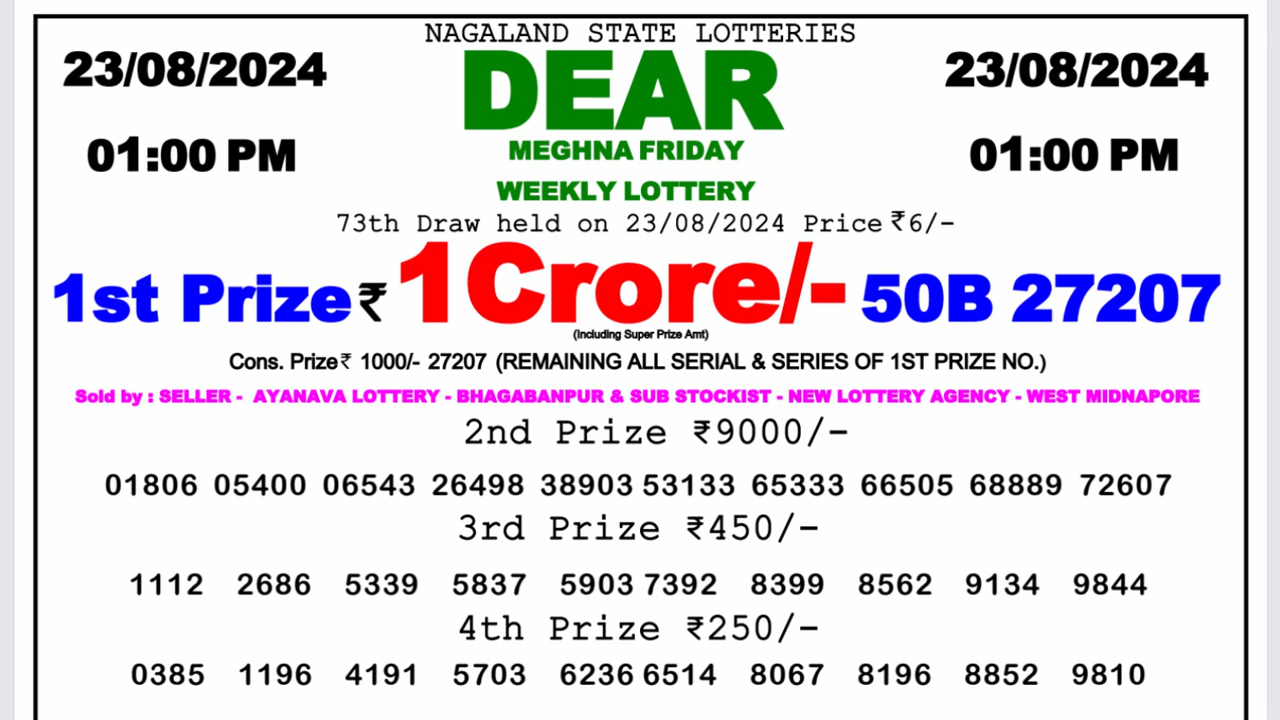 NAGALAND STATE LOTTERIES
23/08/2024 DEAR 23/08/2024
01:00 PM MEGHNA FRIDAY 01:00 PM
WEEKLY LOTTERY
73th Draw held on 23/08/2024 Price ₹6/-
1st Prize ₹ 1Crore/- 50B 27207
(Including Super Prize Amt)
Cons. Prize₹ 1000/- 27207 (REMAINING ALL SERIAL & SERIES OF 1ST PRIZE NO.)
Sold by : SELLER - AYANAVA LOTTERY - BHAGABANPUR & SUB STOCKIST - NEW LOTTERY AGENCY - WEST MIDNAPORE
2nd Prize ₹9000/-
01806 05400 06543 26498 38903 53133 65333 66505 68889 72607
3rd Prize ₹450/-
1112 2686 5339 5837 5903 7392 8399 8562 9134 9844
4th Prize ₹250/-
0385 1196 4191 5703 6236 6514 8067 8196 8852 9810